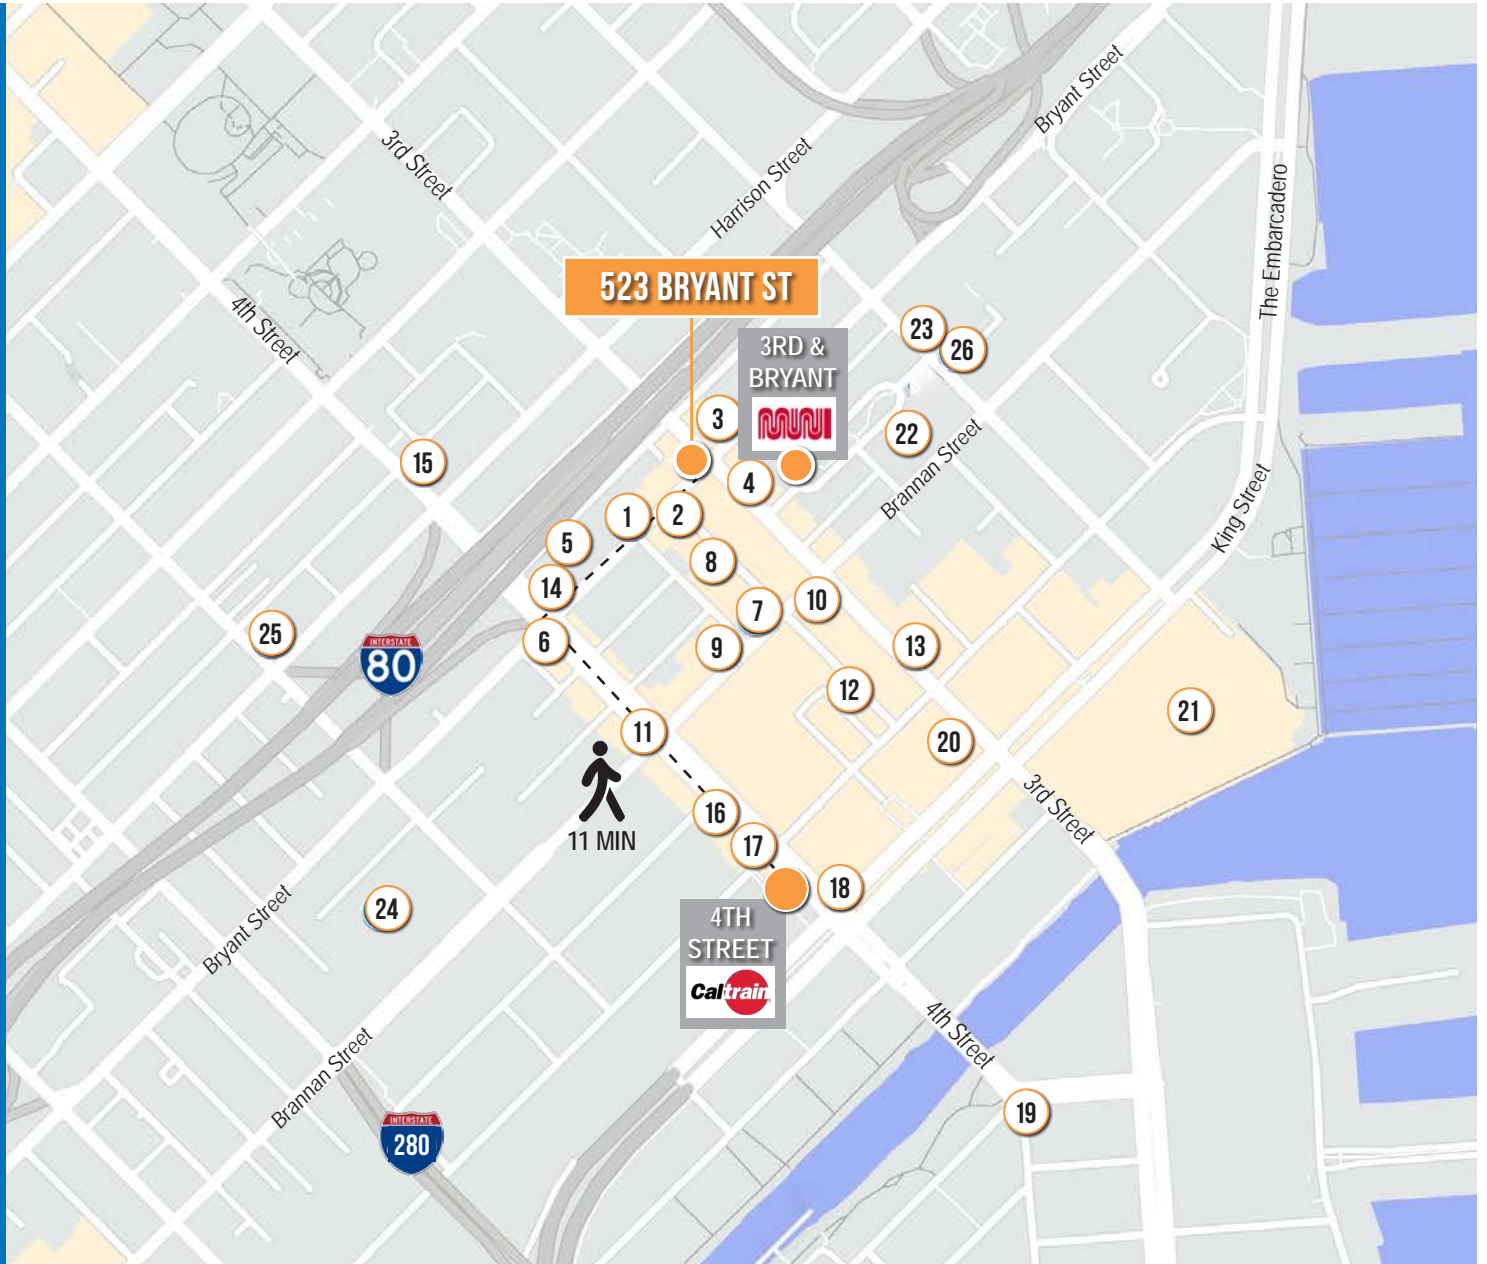 Bryant Street
3rd Street
Harrison Street
The Embarcadero
523 BRYANT ST
4th Street
23
3RD &
BRYANT
MUNI
26
3
22
15
Brannan Street
4
King Street
1
2
5
8
14
7
10
25
6
9
13
INTERSTATE
80
12
21
11
20
3rd Street
16
11 MIN
17
18
24
4TH
STREET
Caltrain
Bryant Street
4th Street
Brannan Street
19
INTERSTATE
280